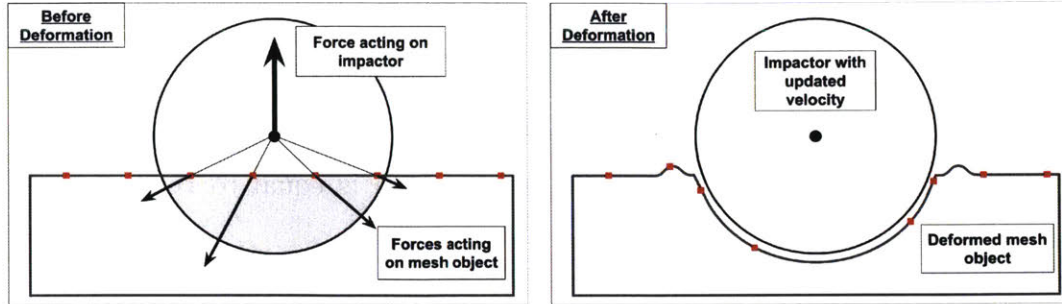 Before
Deformation
Force acting on
impactor
Forces acting
on mesh object
After
Deformation
Impactor with
updated
velocity
Deformed mesh
object